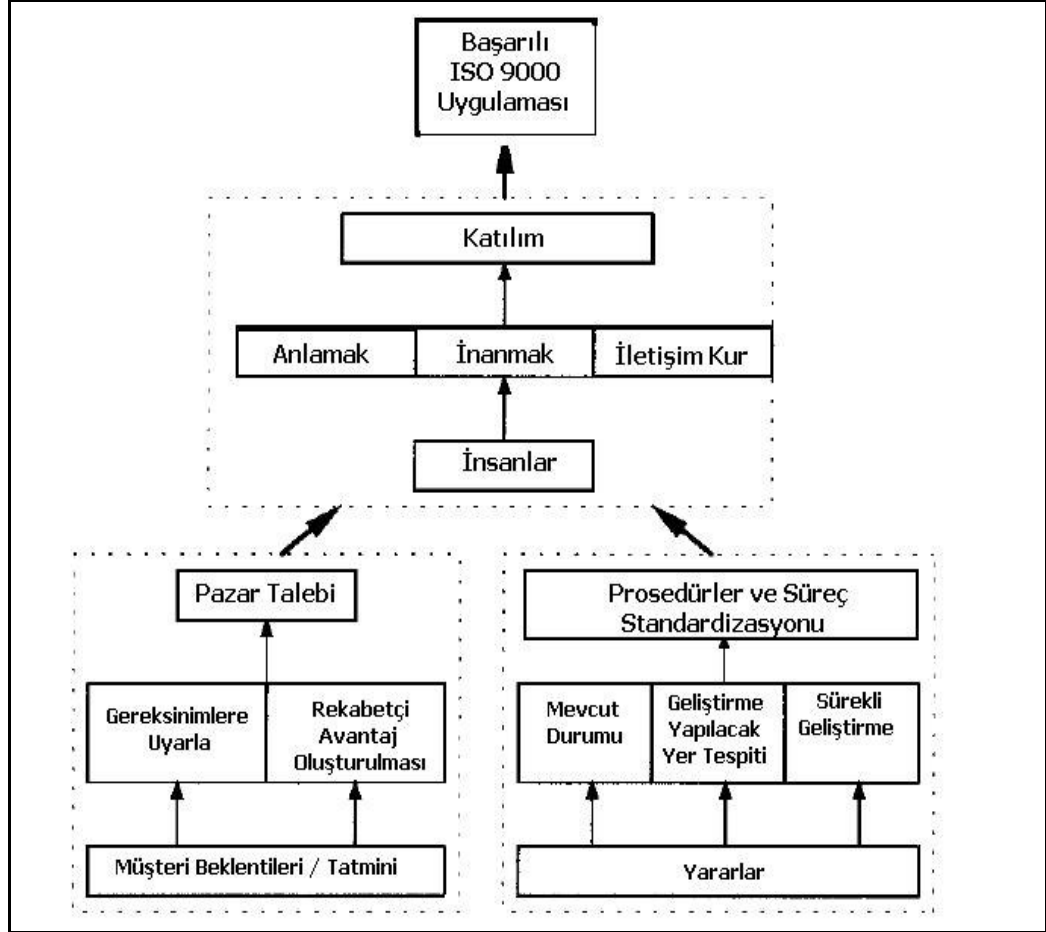 Başarılı
ISO 9000
Uygulaması
Katılım
Anlamak
İnanmak
İletişim Kur
İnsanlar
Pazar Talebi
Gereksinimlere
Uyarla
Rekabetçi
Avantaj
Oluşturulması
Müşteri Beklentileri / Tatmini
Prosedürler ve Süreç
Standardizasyonu
Mevcut
Durumu
Geliştirme
Yapılacak
Yer Tespiti
Sürekli
Geliştirme
Yararlar